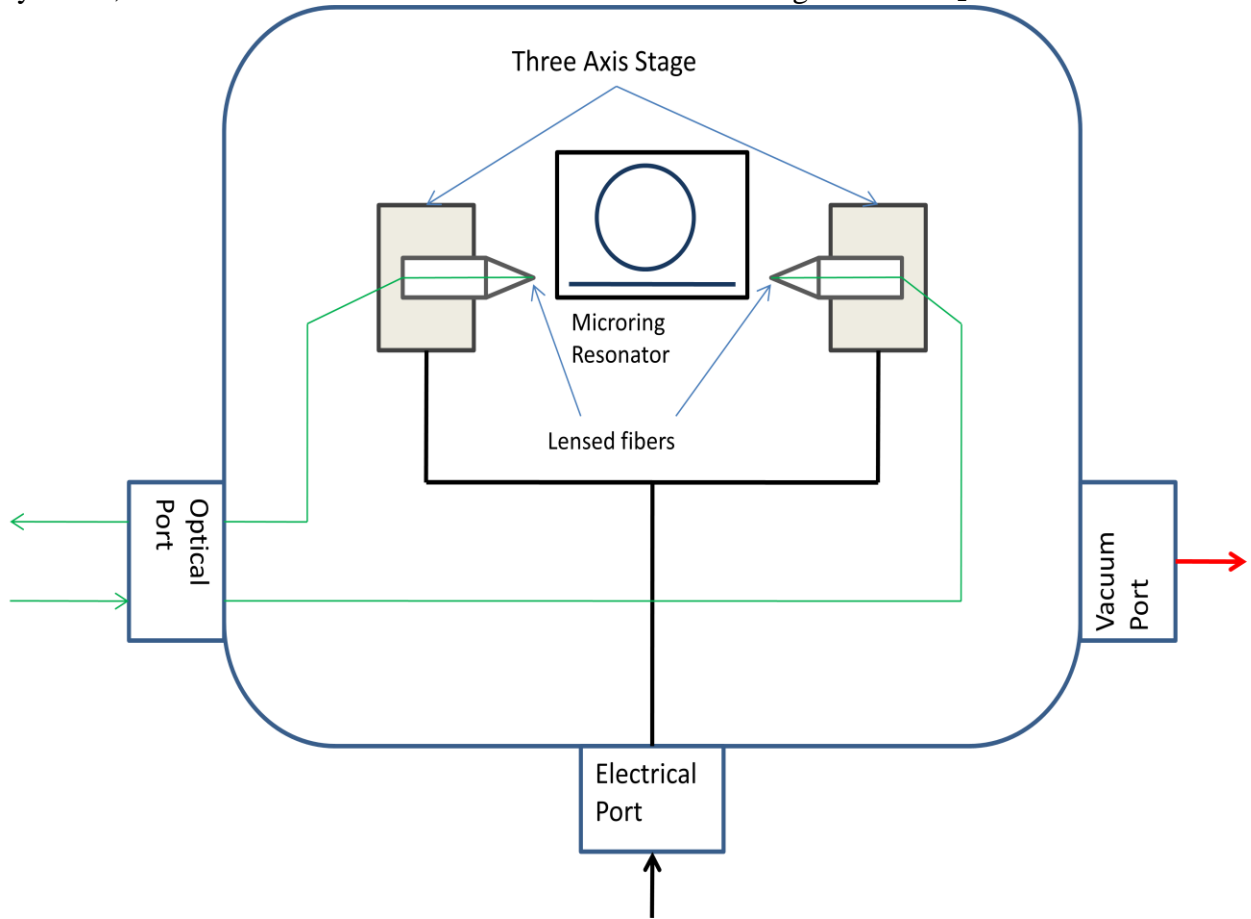 Three Axis Stage
Microring
Resonator
Lensed fibers
Optical
Port
Vacuum
Port
Electrical
Port